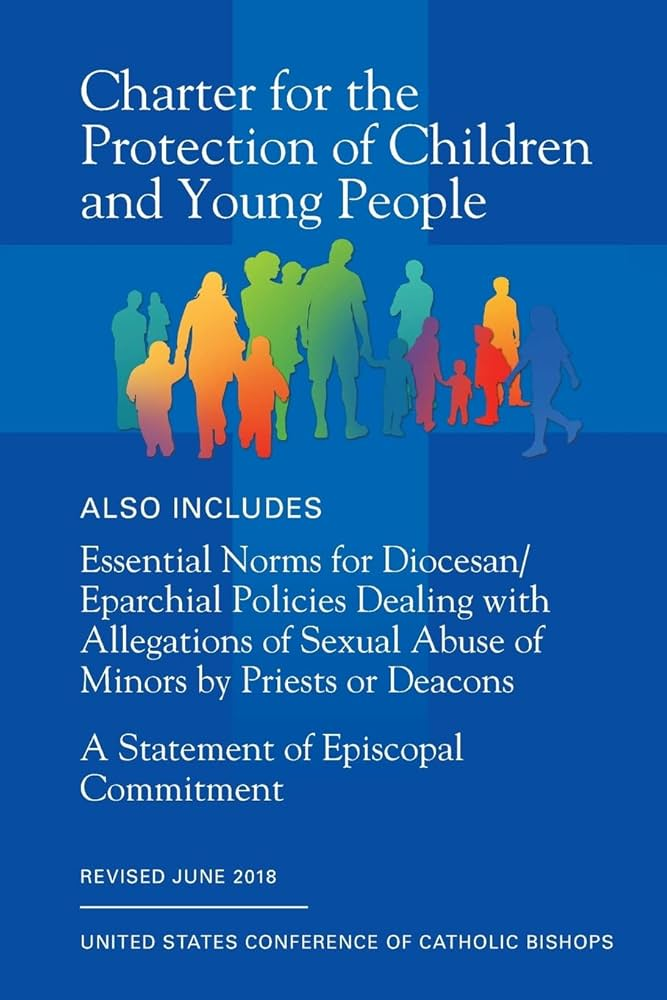 Charter for the
Protection of Children
and Young People
ALSO INCLUDES
Essential Norms for Diocesan/
Eparchial Policies Dealing with
Allegations of Sexual Abuse of
Minors by Priests or Deacons
A Statement of Episcopal
Commitment
REVISED JUNE 2018
UNITED STATES CONFERENCE OF CATHOLIC BISHOPS